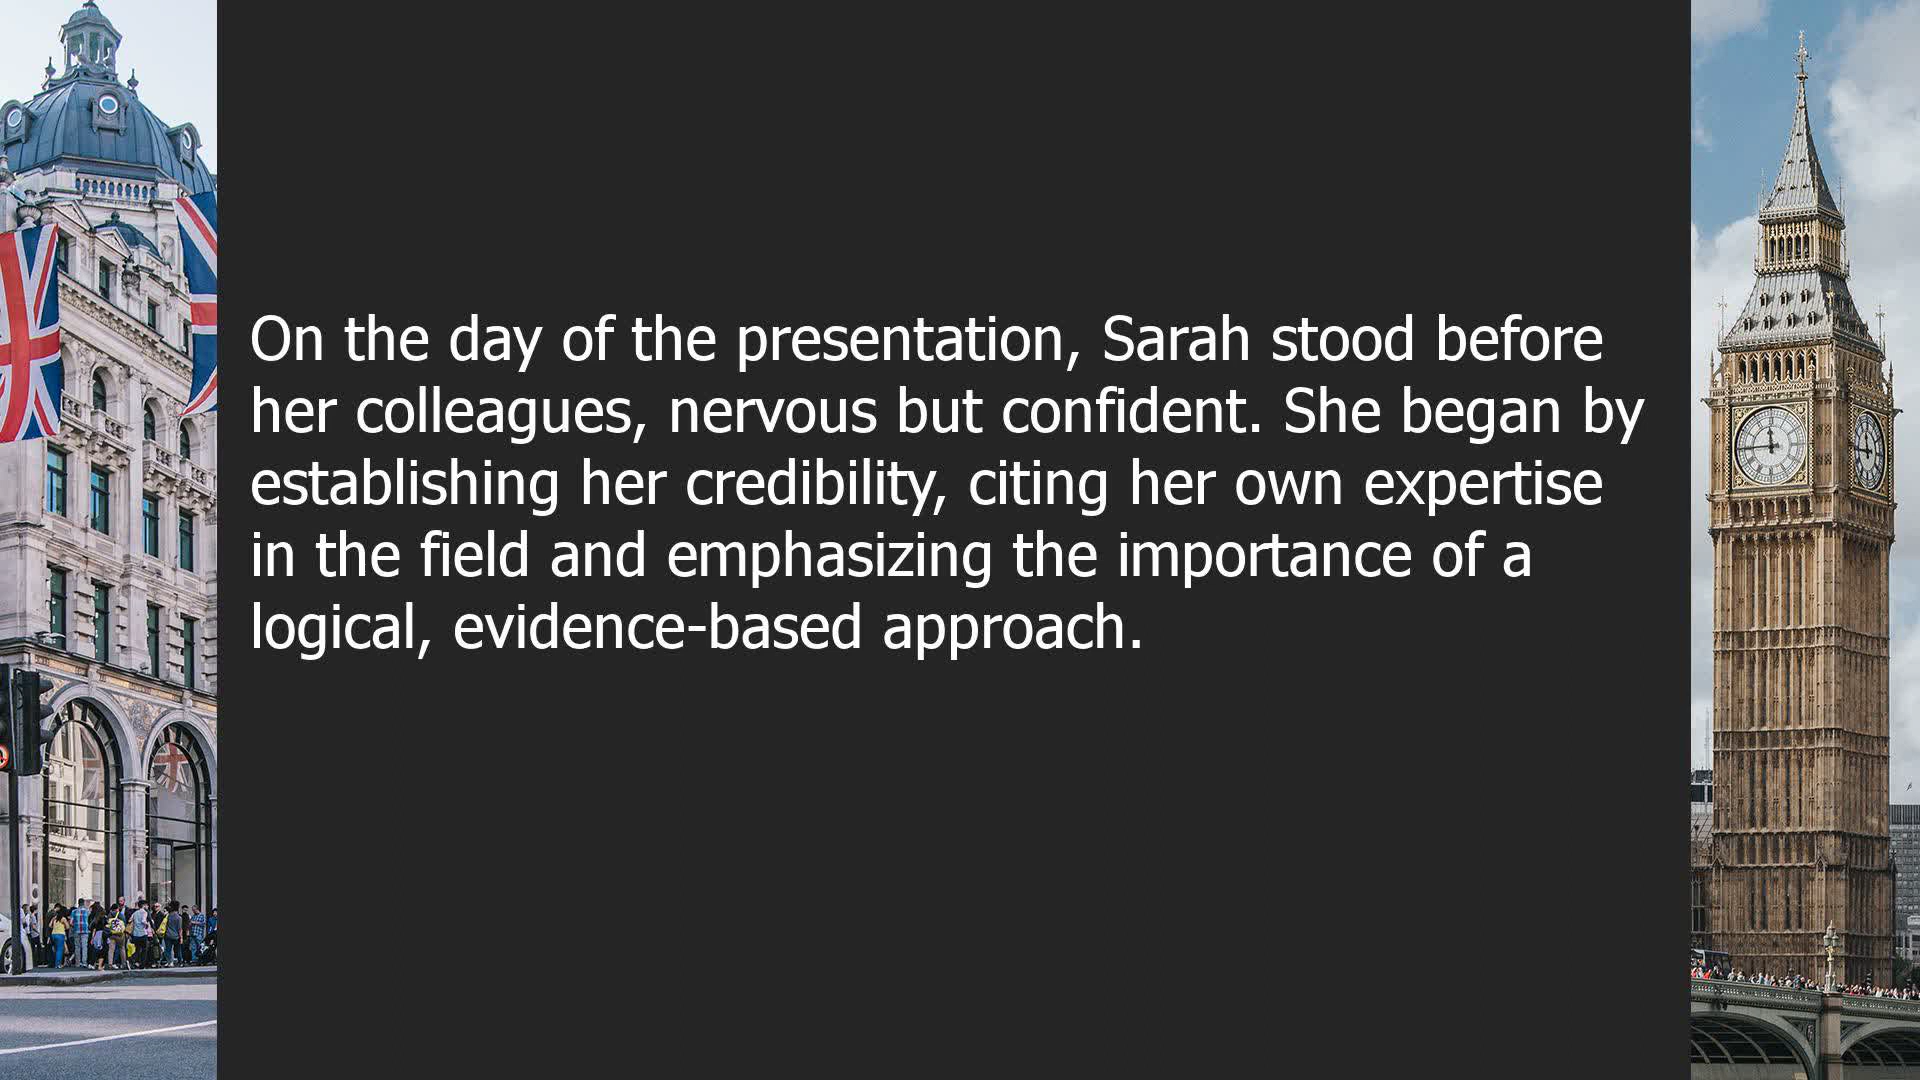 On the day of the presentation, Sarah stood before
her colleagues, nervous but confident. She began by
establishing her credibility, citing her own expertise
in the field and emphasizing the importance of a
logical, evidence-based approach.